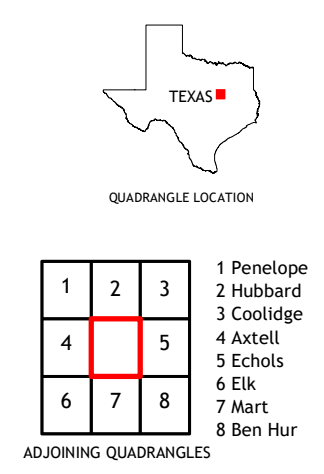 TEXAS
QUADRANGLE LOCATION
1 2 3
4 5
6 7 8
1 Penelope
2 Hubbard
3 Coolidge
4 Axtell
5 Echols
6 Elk
7 Mart
8 Ben Hur
ADJOINING QUADRANGLES